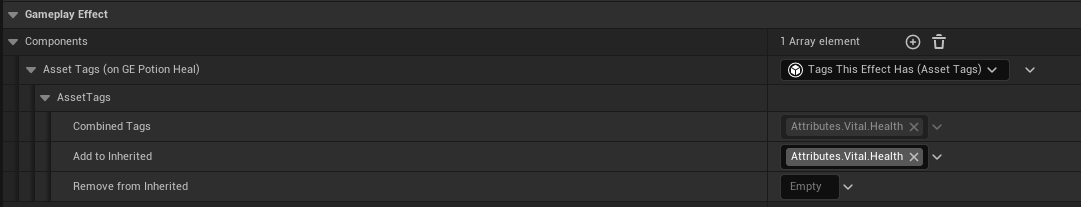 Gameplay Effect
Components 1 Array element
Asset Tags (on GE Potion Heal) Tags This Effect Has (Asset Tags)
AssetTags
Combined Tags Attributes.Vital.Health
Add to Inherited Attributes.Vital.Health
Remove from Inherited Empty